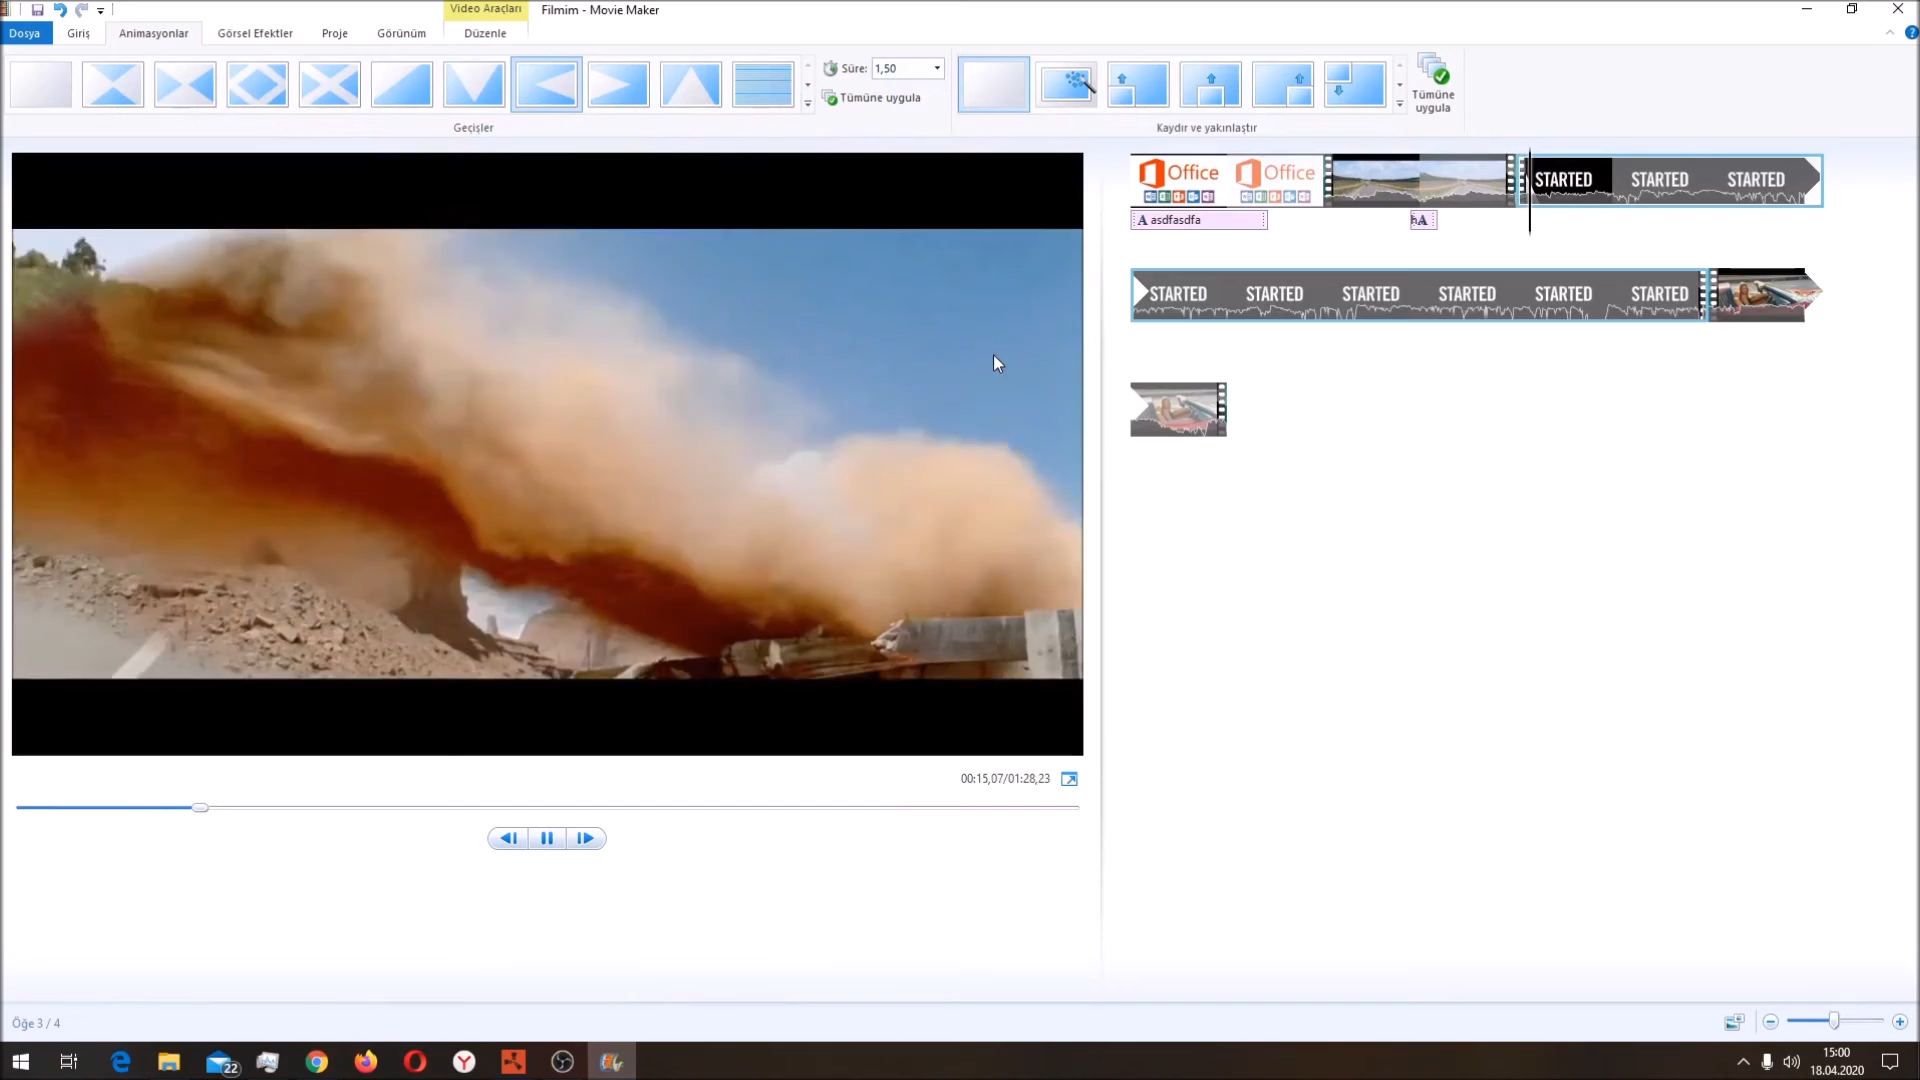 Video Araçları
Filmim - Movie Maker
Dosya
Giriş
Animasyonlar
Görsel Efektler
Proje
Görünüm
Düzenle
Süre: 1,50
Tümüne uygula
Tümüne
uygula
Geçişler
Kaydır ve yakınlaştır
Office Office
STARTED STARTED STARTED
A asdfasdfa
A
STARTED STARTED STARTED STARTED STARTED STARTED
00:15,07/01:28,23
Öğe 3 / 4
22
15:00
18.04.2020